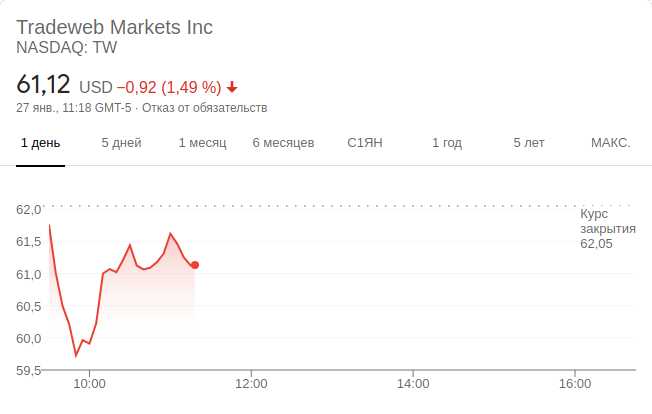 Tradeweb Markets Inc
NASDAQ: TW
61,12 USD −0,92 (1,49 %)
27 янв., 11:18 GMT-5 · Отказ от обязательств
1 день 5 дней 1 месяц 6 месяцев С1ЯН 1 год 5 лет МАКС.
62,0
Курс
закрытия
62,05
61,5
61,0
60,5
60,0
59,5
10:00 12:00 14:00 16:00